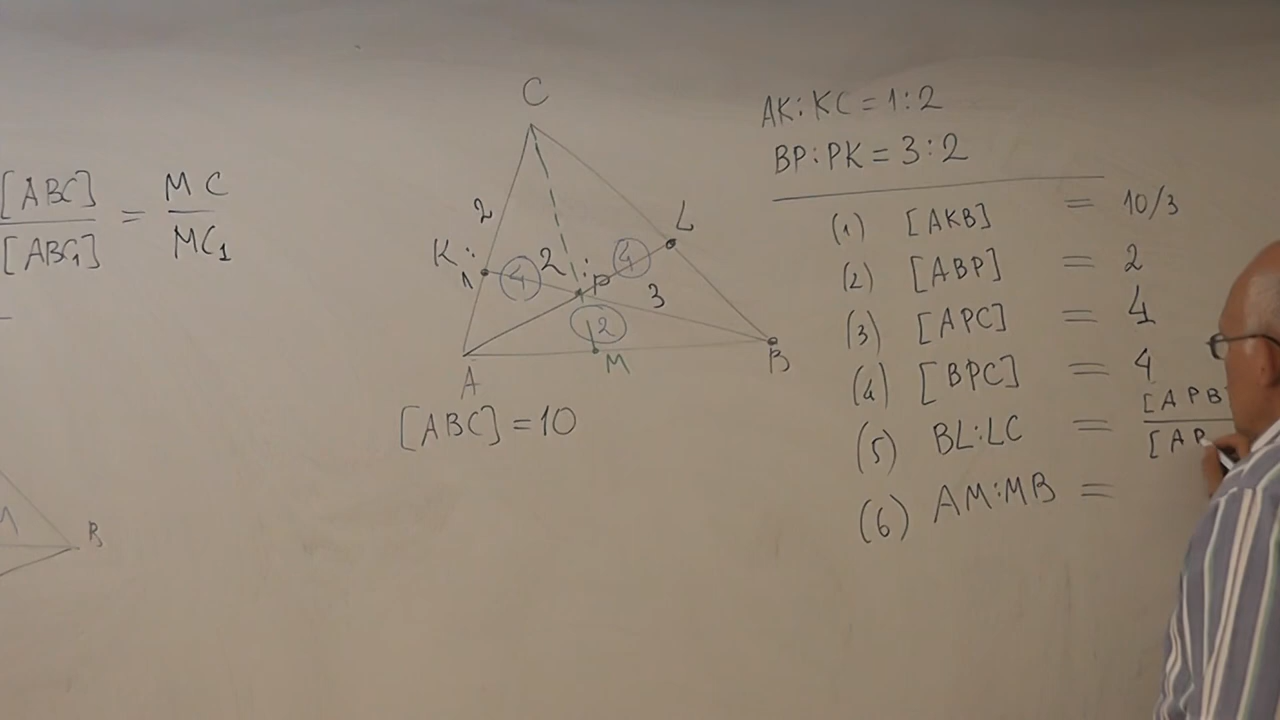 [ABC] / [ABC₁] = MC / MC₁
C
2
K
L
2 : 3
4
4
P
2
1
A
M
B
[ABC] = 10
B
AK:KC = 1:2
BP:PK = 3:2
(1) [AKB] = 10/3
(2) [ABP] = 2
(3) [APC] = 4
(4) [BPC] = 4
(5) BL:LC = [APB] / [AP
(6) AM:MB =